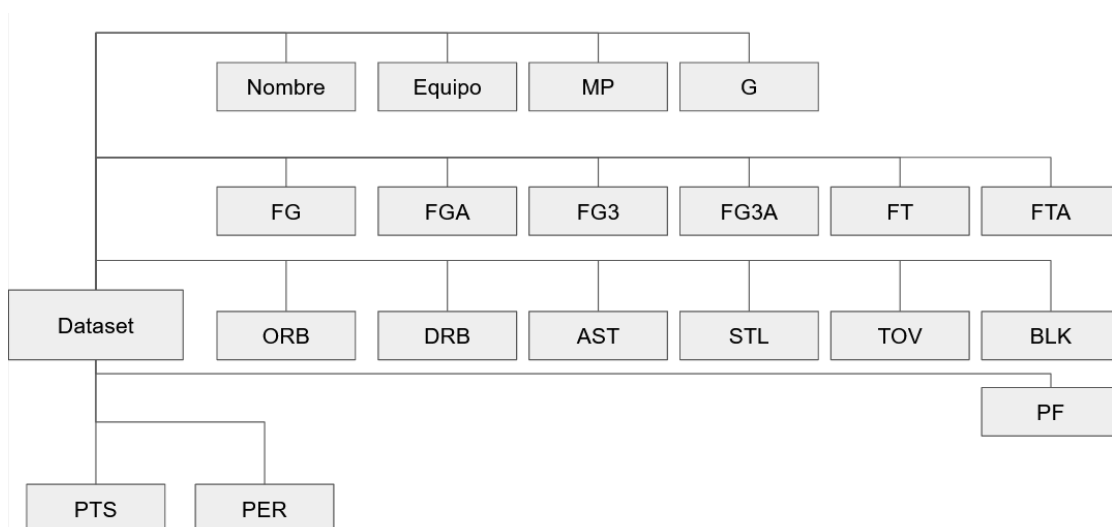 Nombre Equipo MP G
FG FGA FG3 FG3A FT FTA
Dataset
ORB DRB AST STL TOV BLK
PF
PTS PER